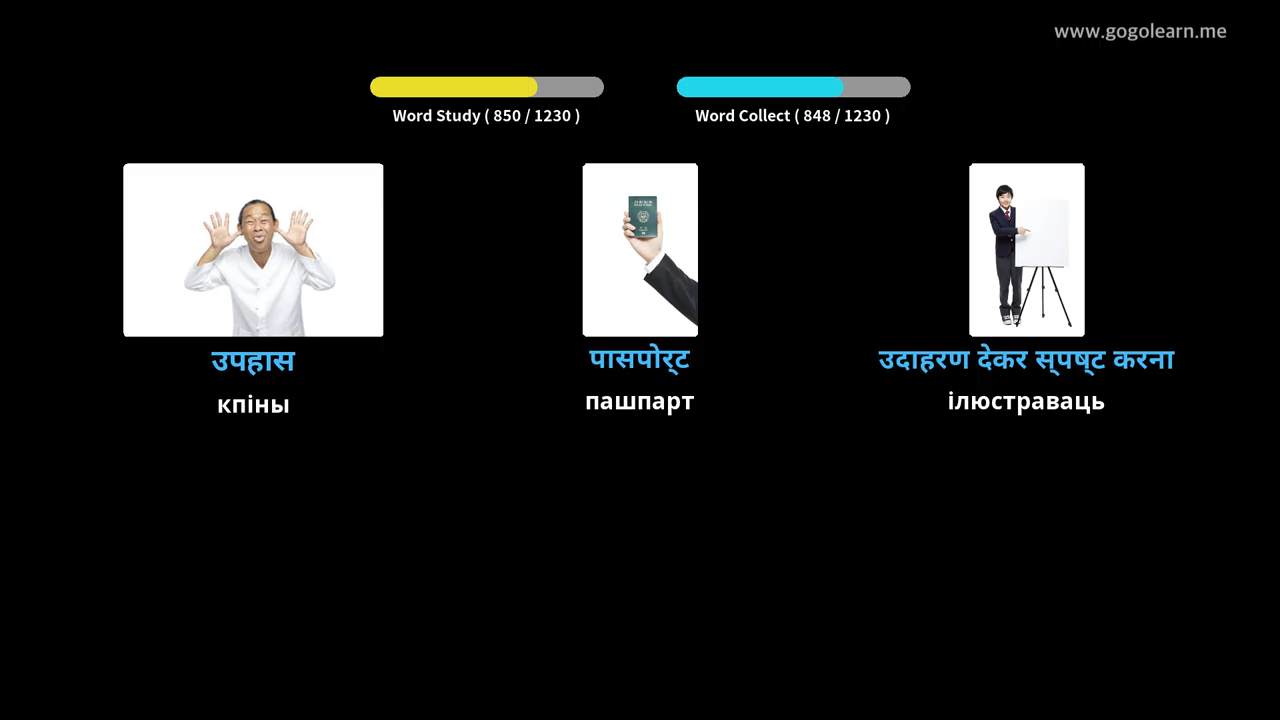 www.gogolearn.me
Word Study ( 850 / 1230 )
Word Collect ( 848 / 1230 )
उपहास
पासपोर्ट
उदाहरण देकर स्पष्ट करना
кпіны
пашпарт
ілюстраваць